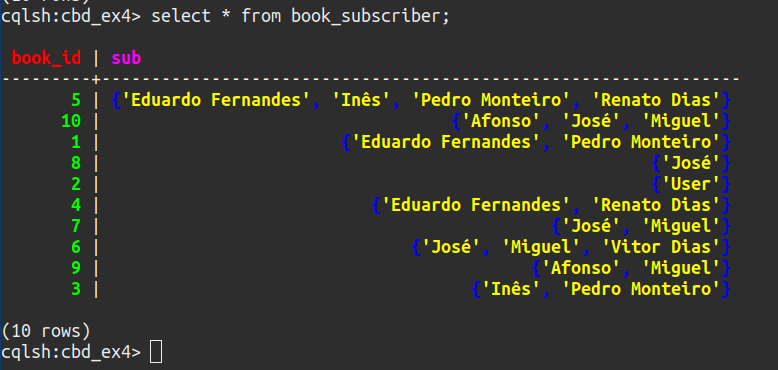 cqlsh:cbd_ex4> select * from book_subscriber;
book_id | sub
---------+----------------------------------------------------------------
5 | {'Eduardo Fernandes', 'Inês', 'Pedro Monteiro', 'Renato Dias'}
10 | {'Afonso', 'José', 'Miguel'}
1 | {'Eduardo Fernandes', 'Pedro Monteiro'}
8 | {'José'}
2 | {'User'}
4 | {'Eduardo Fernandes', 'Renato Dias'}
7 | {'José', 'Miguel'}
6 | {'José', 'Miguel', 'Vitor Dias'}
9 | {'Afonso', 'Miguel'}
3 | {'Inês', 'Pedro Monteiro'}
(10 rows)
cqlsh:cbd_ex4>